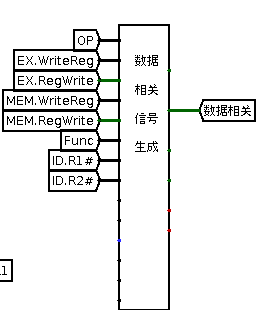 OP
EX.WriteReg
EX.RegWrite
MEM.WriteReg
MEM.RegWrite
Func
ID.R1#
ID.R2#
数据
相关
信号
生成
数据相关